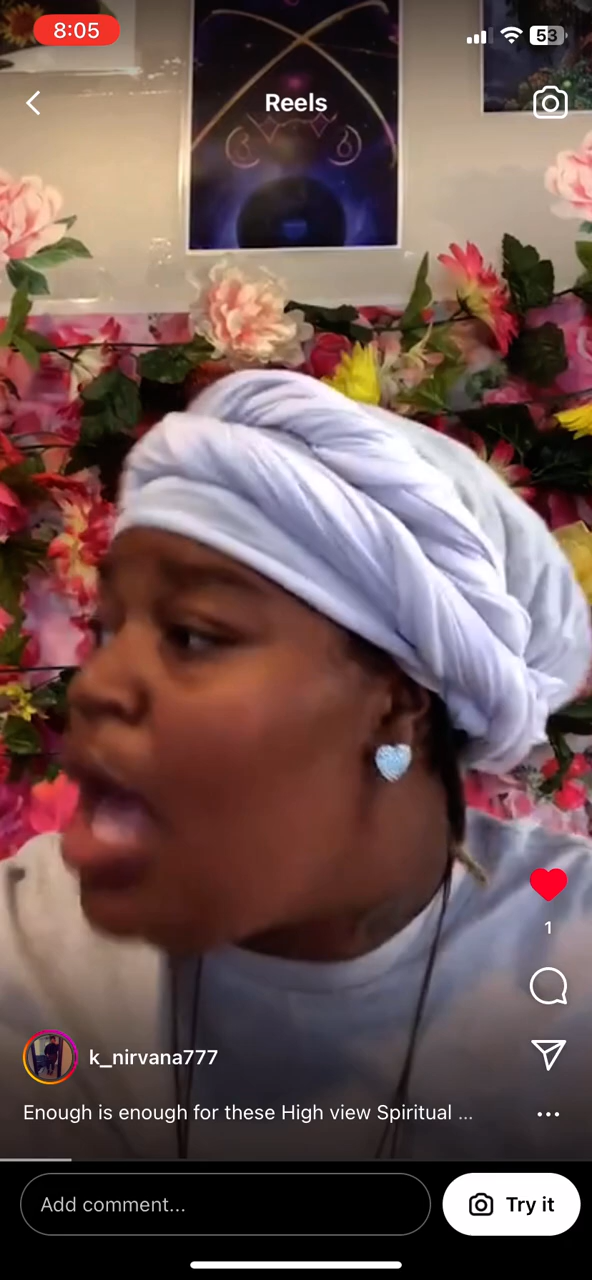 8:05
53
Reels
1
k_nirvana777
Enough is enough for these High view Spiritual ...
Add comment...
Try it